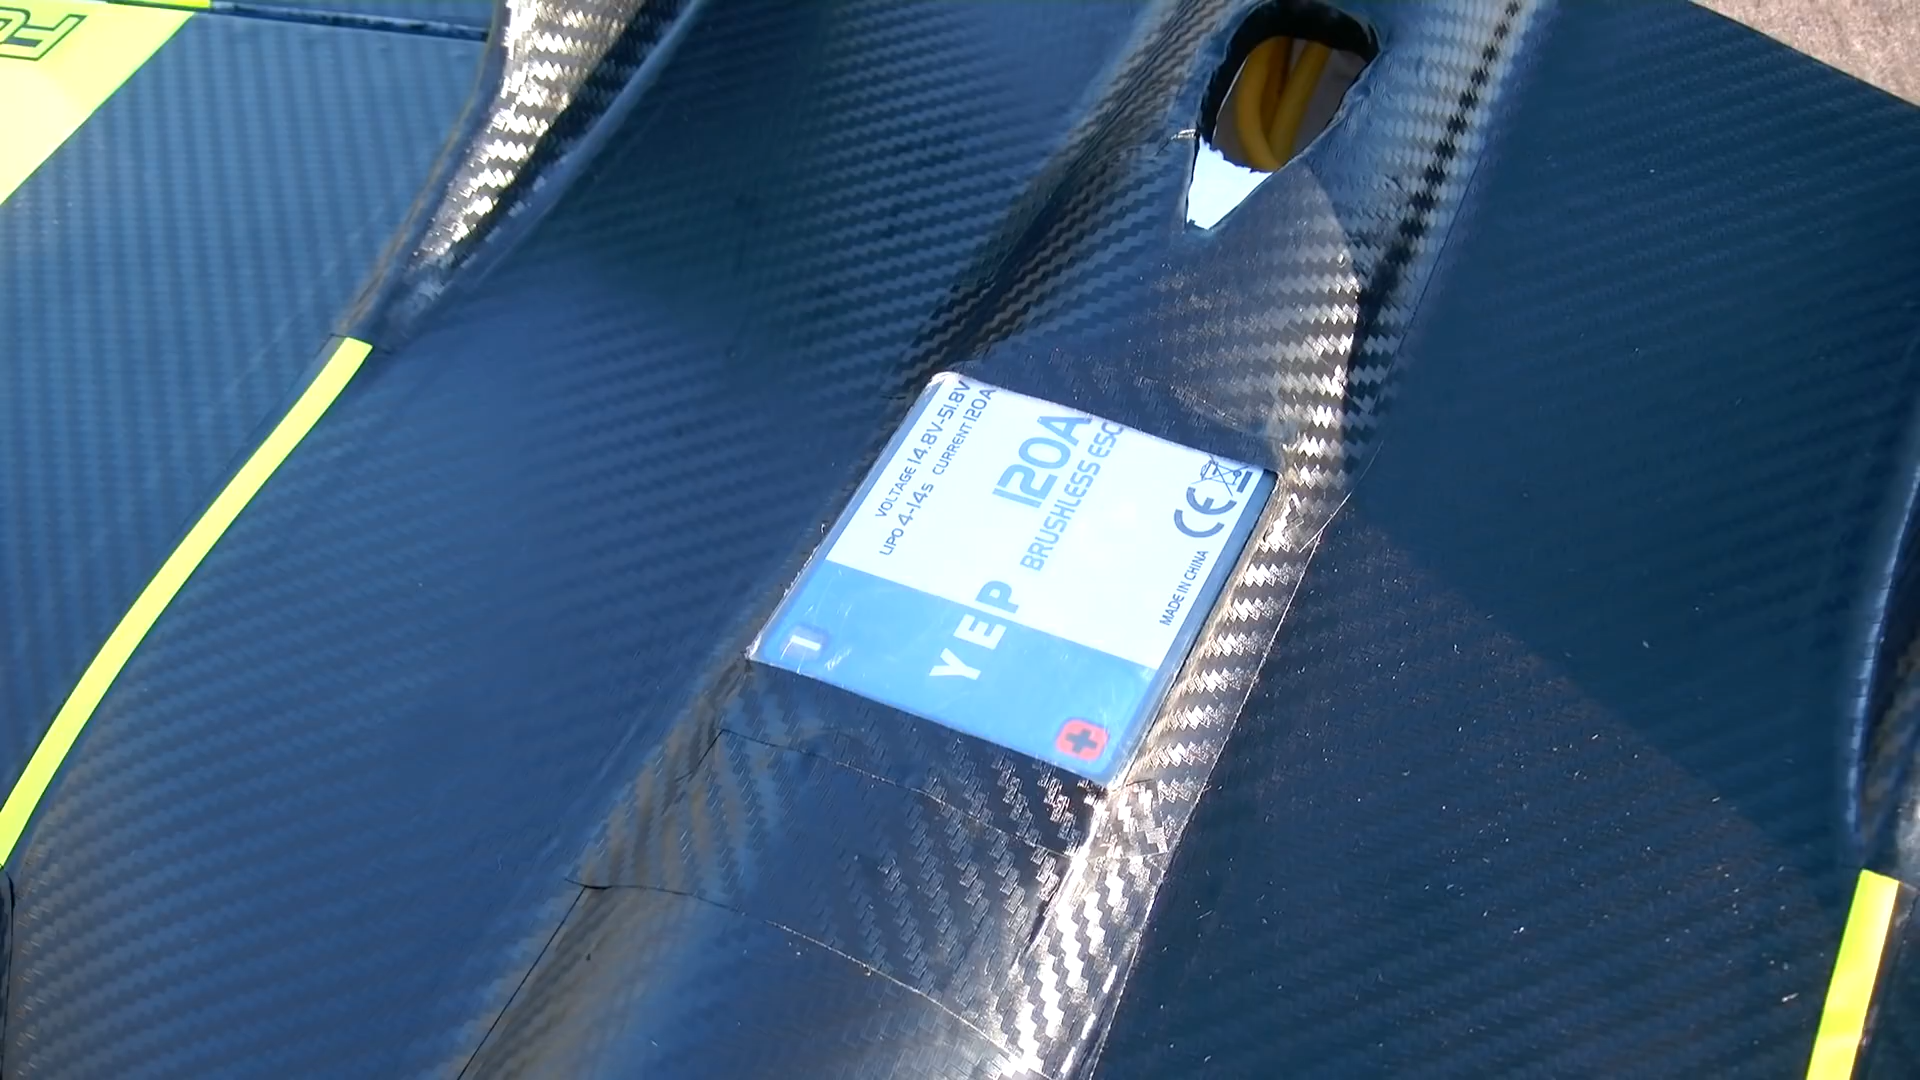 VOLTAGE 14.8V-51.8V
LIPO 4-14s CURRENT 120A
YEP 120A
BRUSHLESS ESC
MADE IN CHINA CE